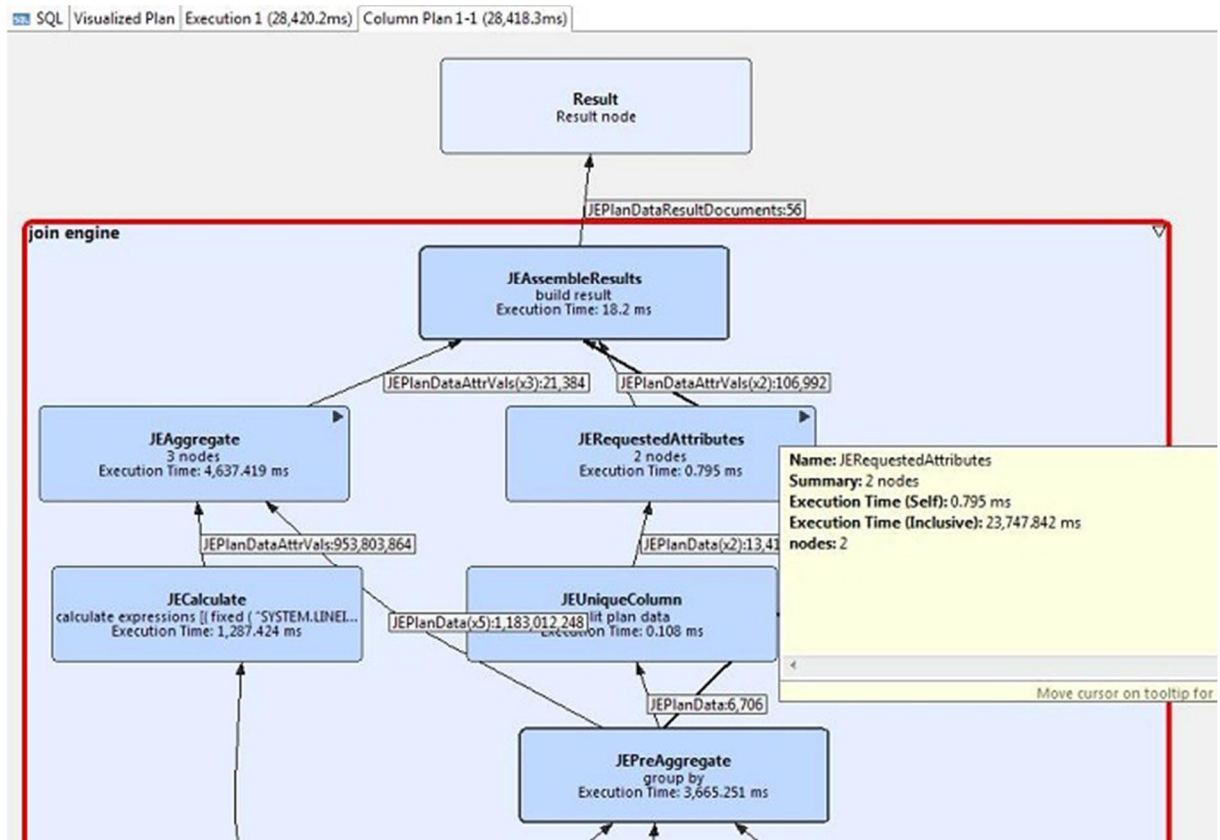 SQL SQL Visualized Plan Execution 1 (28,420.2ms) Column Plan 1-1 (28,418.3ms)
Result
Result node
JEPlanDataResultDocuments:56
join engine
JEAssembleResults
build result
Execution Time: 18.2 ms
JEPlanDataAttrVals(x3):21,384
JEPlanDataAttrVals(x2):106,992
JEAggregate
3 nodes
Execution Time: 4,637.419 ms
JERequestedAttributes
2 nodes
Execution Time: 0.795 ms
Name: JERequestedAttributes
Summary: 2 nodes
Execution Time (Self): 0.795 ms
Execution Time (Inclusive): 23,747.842 ms
nodes: 2
JEPlanDataAttrVals:953,803,864
JEPlanData(x2):13,41
JECalculate
calculate expressions [( fixed ( ^SYSTEM.LINEI...
Execution Time: 1,287.424 ms
JEUniqueColumn
lit plan data
Execution Time: 0.108 ms
JEPlanData(x5):1,183,012,248
Move cursor on tooltip for
JEPlanData:6,706
JEPreAggregate
group by
Execution Time: 3,665.251 ms